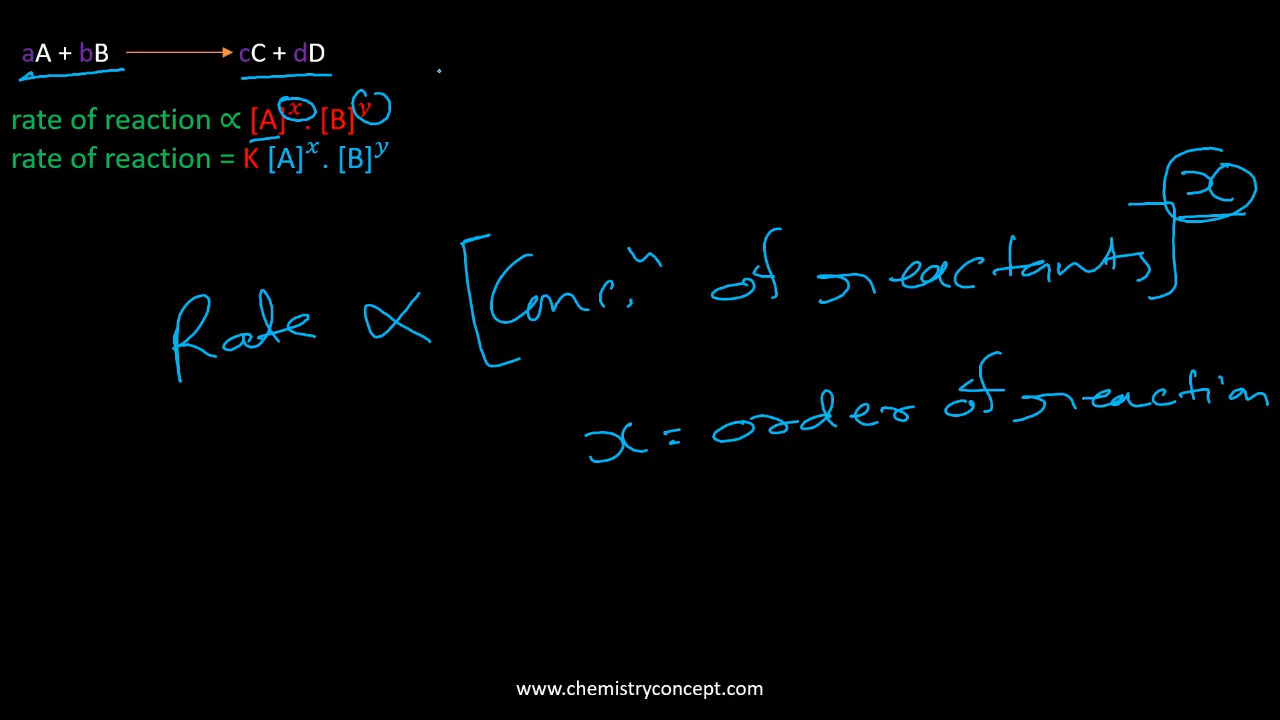 aA + bB ⟶ cC + dD
rate of reaction ∝ [A]ˣ. [B]ʸ
rate of reaction = K [A]ˣ. [B]ʸ
Rate ∝ [Concⁿ of reactants]ˣ
x = order of reaction
www.chemistryconcept.com